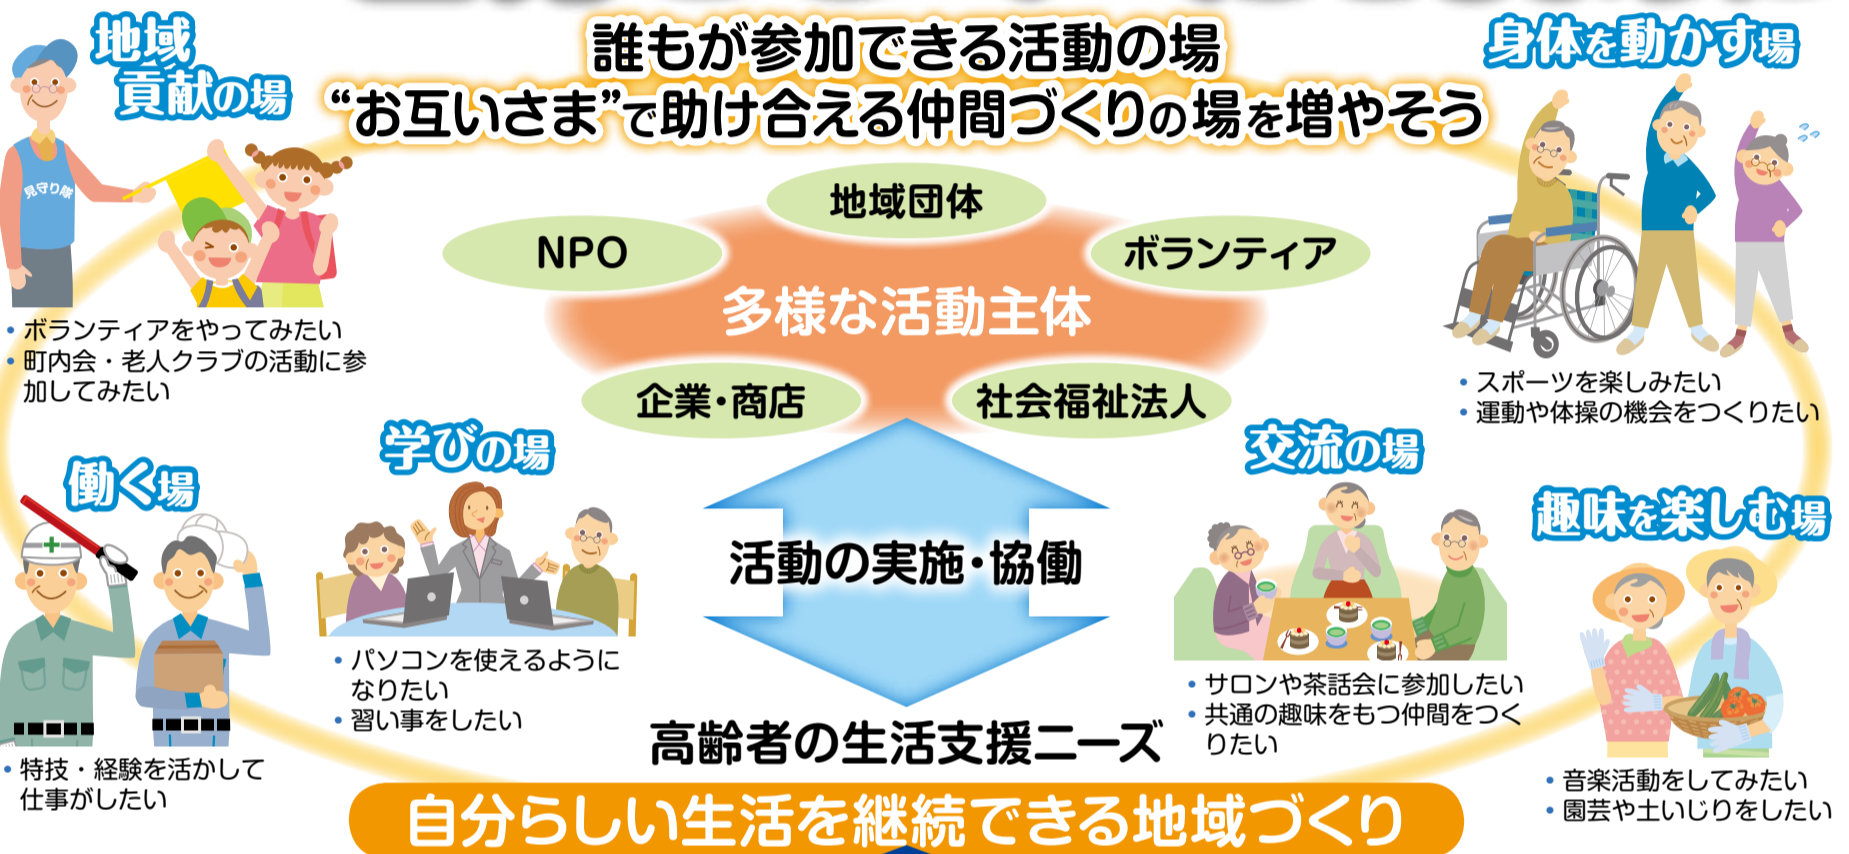 誰もが参加できる活動の場
“お互いさま”で助け合える仲間づくりの場を増やそう
地域
貢献の場
見守り隊
・ボランティアをやってみたい
・町内会・老人クラブの活動に参
加してみたい
身体を動かす場
・スポーツを楽しみたい
・運動や体操の機会をつくりたい
地域団体
NPO
ボランティア
多様な活動主体
企業・商店
社会福祉法人
働く場
・特技・経験を活かして
仕事がしたい
学びの場
・パソコンを使えるように
なりたい
・習い事をしたい
活動の実施・協働
交流の場
・サロンや茶話会に参加したい
・共通の趣味をもつ仲間をつく
りたい
趣味を楽しむ場
・音楽活動をしてみたい
・園芸や土いじりをしたい
高齢者の生活支援ニーズ
自分らしい生活を継続できる地域づくり